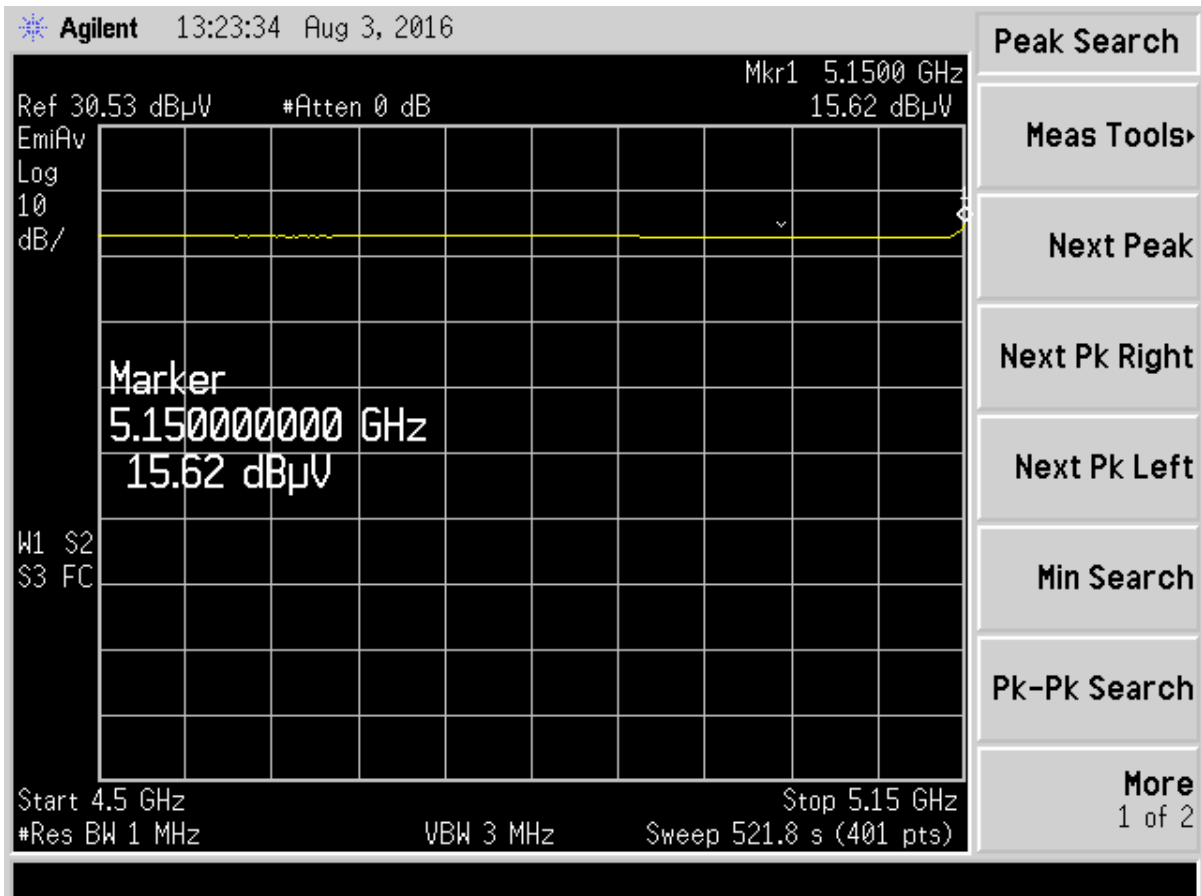 Agilent 13:23:34 Aug 3, 2016
Mkr1 5.1500 GHz
Ref 30.53 dBµV #Atten 0 dB 15.62 dBµV
EmiAv
Log
10
dB/
1
Marker
5.150000000 GHz
15.62 dBµV
W1 S2
S3 FC
Start 4.5 GHz Stop 5.15 GHz
#Res BW 1 MHz VBW 3 MHz Sweep 521.8 s (401 pts)
Peak Search
Meas Tools
Next Peak
Next Pk Right
Next Pk Left
Min Search
Pk-Pk Search
More
1 of 2